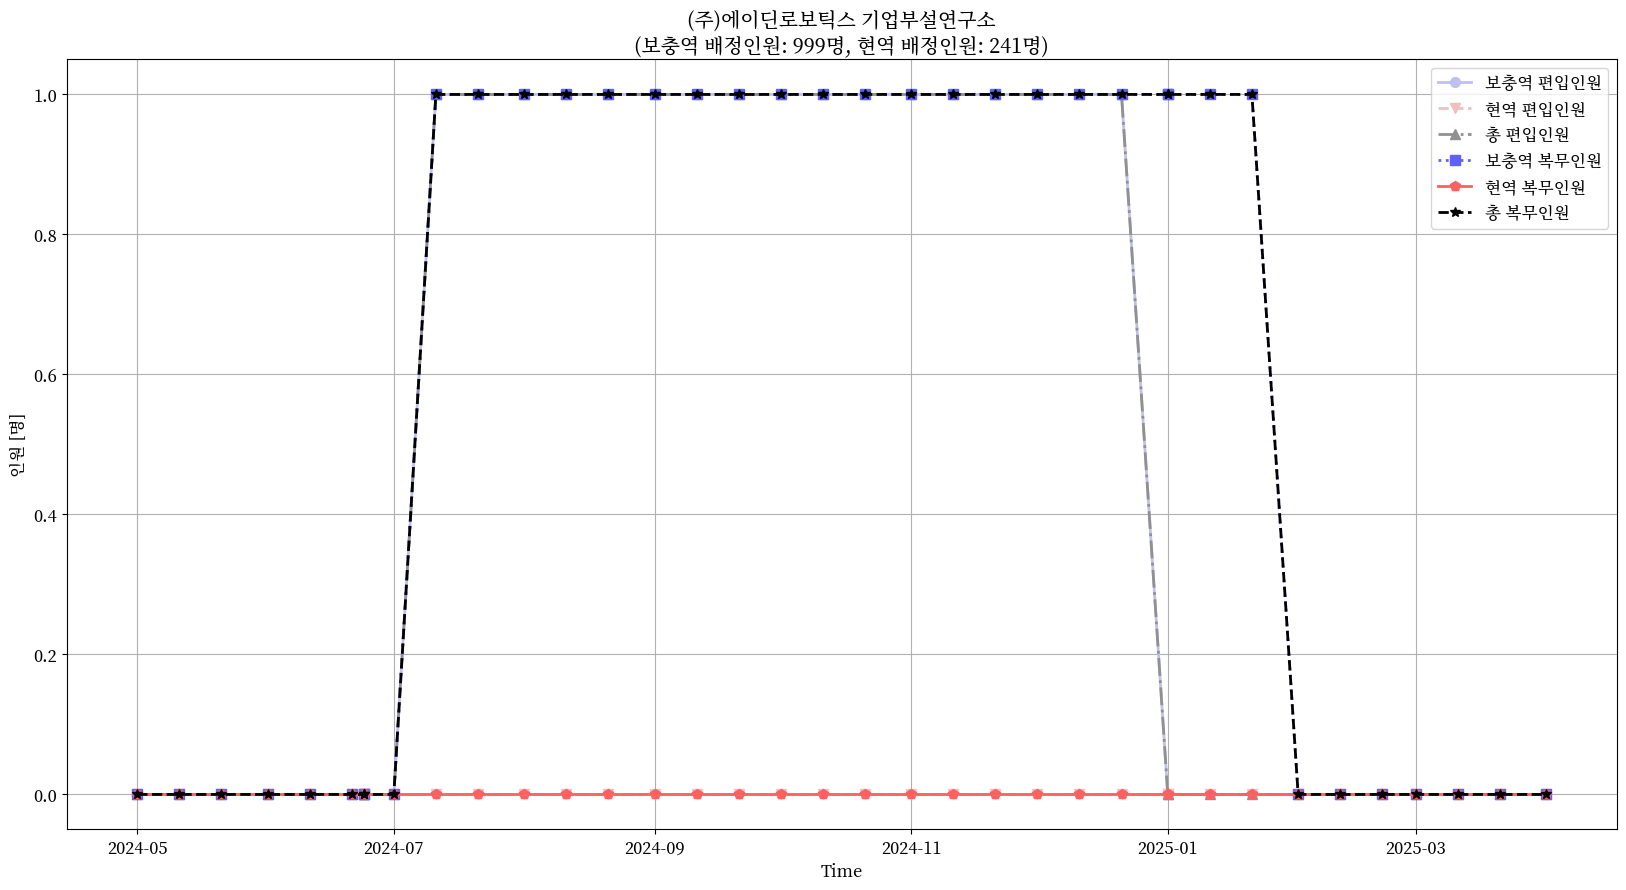 (주)에이딘로보틱스 기업부설연구소
(보충역 배정인원: 999명, 현역 배정인원: 241명)
보충역 편입인원
현역 편입인원
총 편입인원
보충역 복무인원
현역 복무인원
총 복무인원
인원 [명]
1.0
0.8
0.6
0.4
0.2
0.0
2024-05
2024-07
2024-09
2024-11
2025-01
2025-03
Time